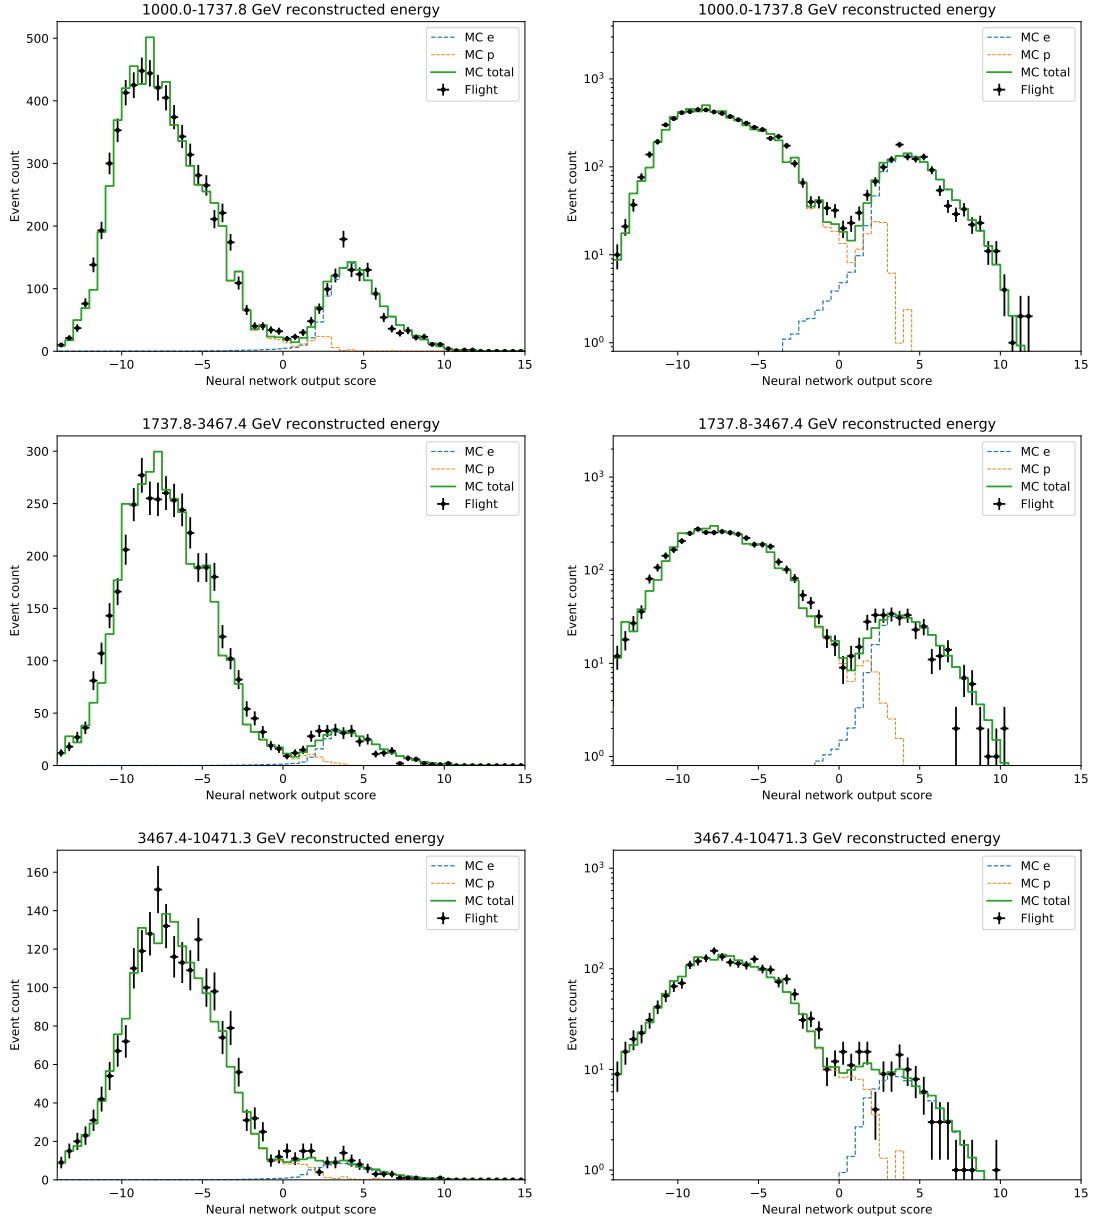 1000.0-1737.8 GeV reconstructed energy
500
400
300
200
100
0
Event count
−10
−5
0
5
10
15
Neural network output score
MC e
MC p
MC total
Flight
1000.0-1737.8 GeV reconstructed energy
10³
10²
10¹
10⁰
Event count
−10
−5
0
5
10
15
Neural network output score
MC e
MC p
MC total
Flight
1737.8-3467.4 GeV reconstructed energy
300
250
200
150
100
50
0
Event count
−10
−5
0
5
10
15
Neural network output score
MC e
MC p
MC total
Flight
1737.8-3467.4 GeV reconstructed energy
10³
10²
10¹
10⁰
Event count
−10
−5
0
5
10
15
Neural network output score
MC e
MC p
MC total
Flight
3467.4-10471.3 GeV reconstructed energy
160
140
120
100
80
60
40
20
0
Event count
−10
−5
0
5
10
15
Neural network output score
MC e
MC p
MC total
Flight
3467.4-10471.3 GeV reconstructed energy
10³
10²
10¹
10⁰
Event count
−10
−5
0
5
10
15
Neural network output score
MC e
MC p
MC total
Flight